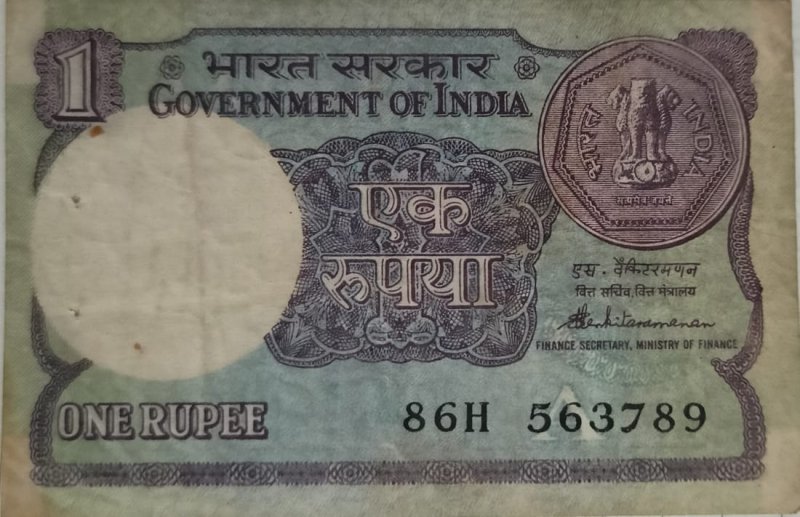 1
भारत सरकार
GOVERNMENT OF INDIA
भारत
INDIA
सत्यमेव जयते
एक
रुपया
एस. वेंकिटरमणन
वित्त सचिव, वित्त मंत्रालय
S Venkitaramanan
FINANCE SECRETARY, MINISTRY OF FINANCE
A
ONE RUPEE
86H 563789